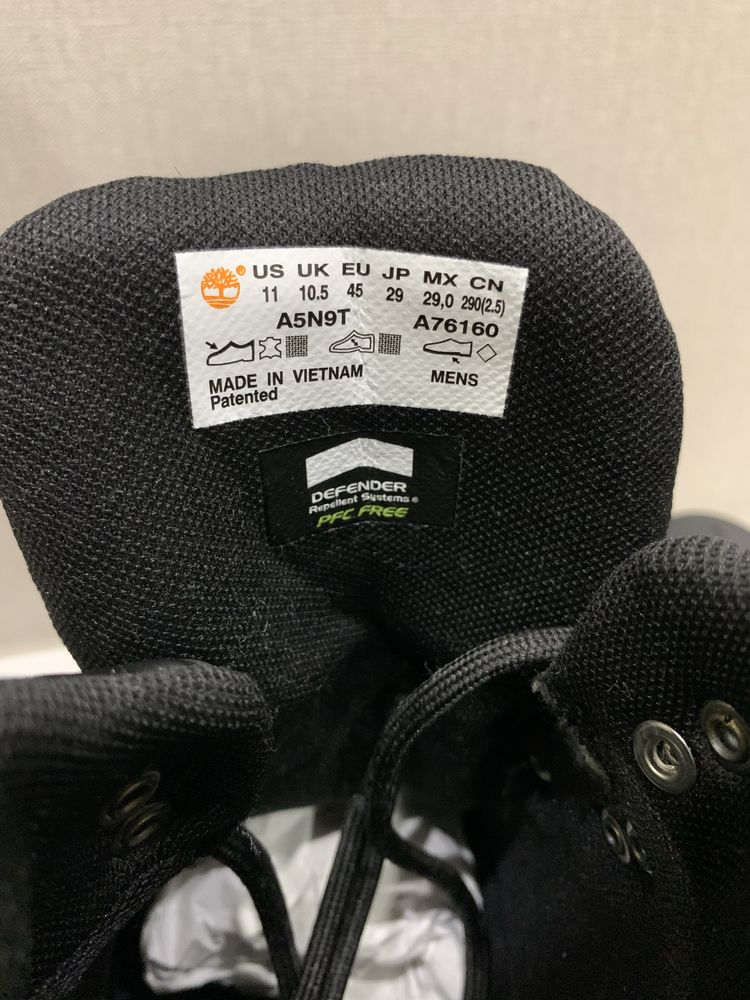 US UK EU JP MX CN
11 10.5 45 29 29,0 290(2.5)
A5N9T A76160
MADE IN VIETNAM MENS
Patented
DEFENDER
Repellent Systems®
PFC FREE